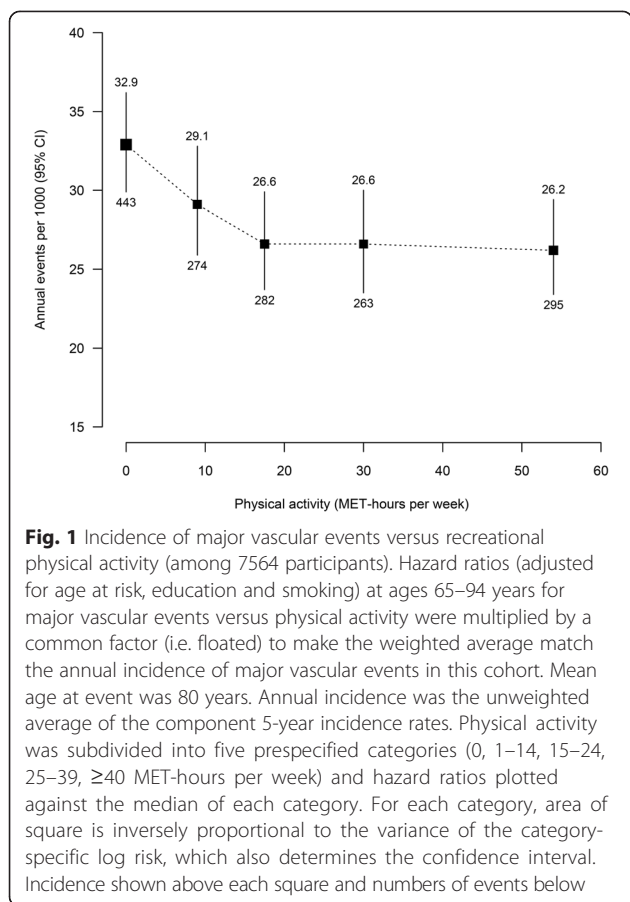 40
35
30
25
20
15
Annual events per 1000 (95% CI)
32.9
443
29.1
274
26.6
282
26.6
263
26.2
295
0 10 20 30 40 50 60
Physical activity (MET-hours per week)
Fig. 1 Incidence of major vascular events versus recreational
physical activity (among 7564 participants). Hazard ratios (adjusted
for age at risk, education and smoking) at ages 65–94 years for
major vascular events versus physical activity were multiplied by a
common factor (i.e. floated) to make the weighted average match
the annual incidence of major vascular events in this cohort. Mean
age at event was 80 years. Annual incidence was the unweighted
average of the component 5-year incidence rates. Physical activity
was subdivided into five prespecified categories (0, 1–14, 15–24,
25–39, ≥40 MET-hours per week) and hazard ratios plotted
against the median of each category. For each category, area of
square is inversely proportional to the variance of the category-
specific log risk, which also determines the confidence interval.
Incidence shown above each square and numbers of events below